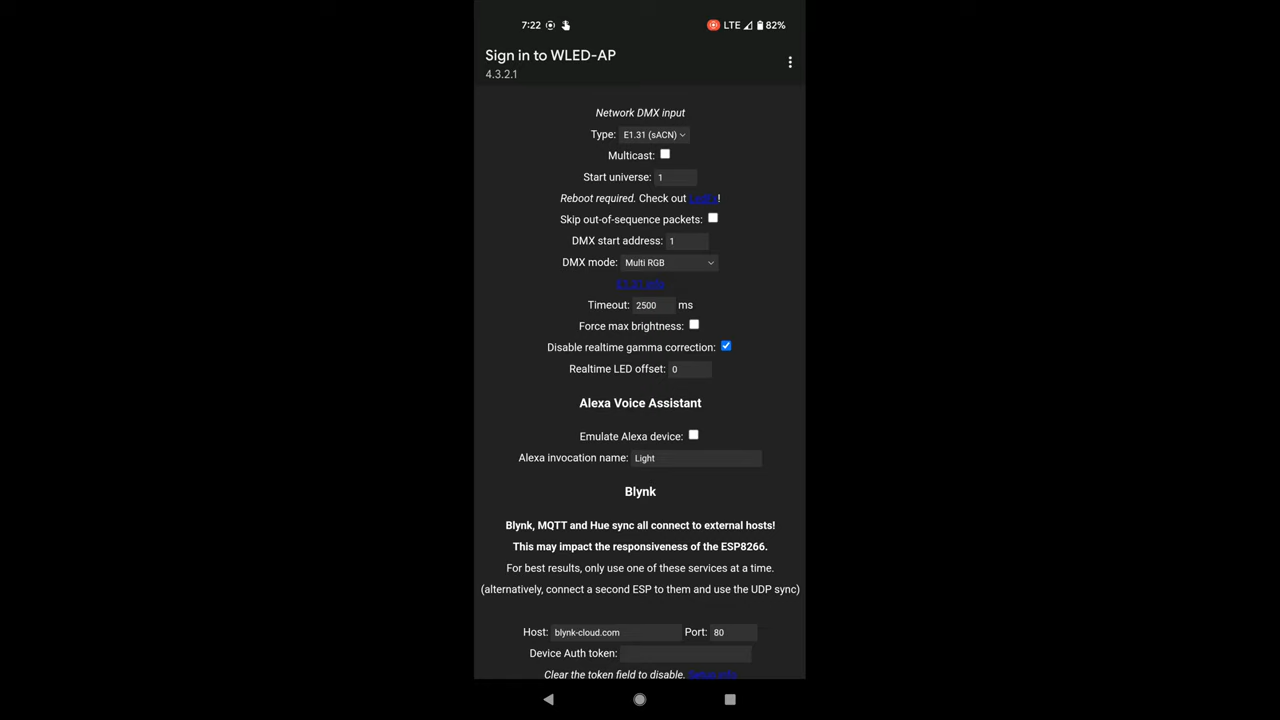 7:22 LTE 82%
Sign in to WLED-AP
4.3.2.1
Network DMX input
Type: E1.31 (sACN)
Multicast:
Start universe: 1
Reboot required. Check out !
Skip out-of-sequence packets:
DMX start address: 1
DMX mode: Multi RGB
E1.31 info
Timeout: 2500 ms
Force max brightness:
Disable realtime gamma correction:
Realtime LED offset: 0
Alexa Voice Assistant
Emulate Alexa device:
Alexa invocation name: Light
Blynk
Blynk, MQTT and Hue sync all connect to external hosts!
This may impact the responsiveness of the ESP8266.
For best results, only use one of these services at a time.
(alternatively, connect a second ESP to them and use the UDP sync)
Host: blynk-cloud.com Port: 80
Device Auth token:
Clear the token field to disable.